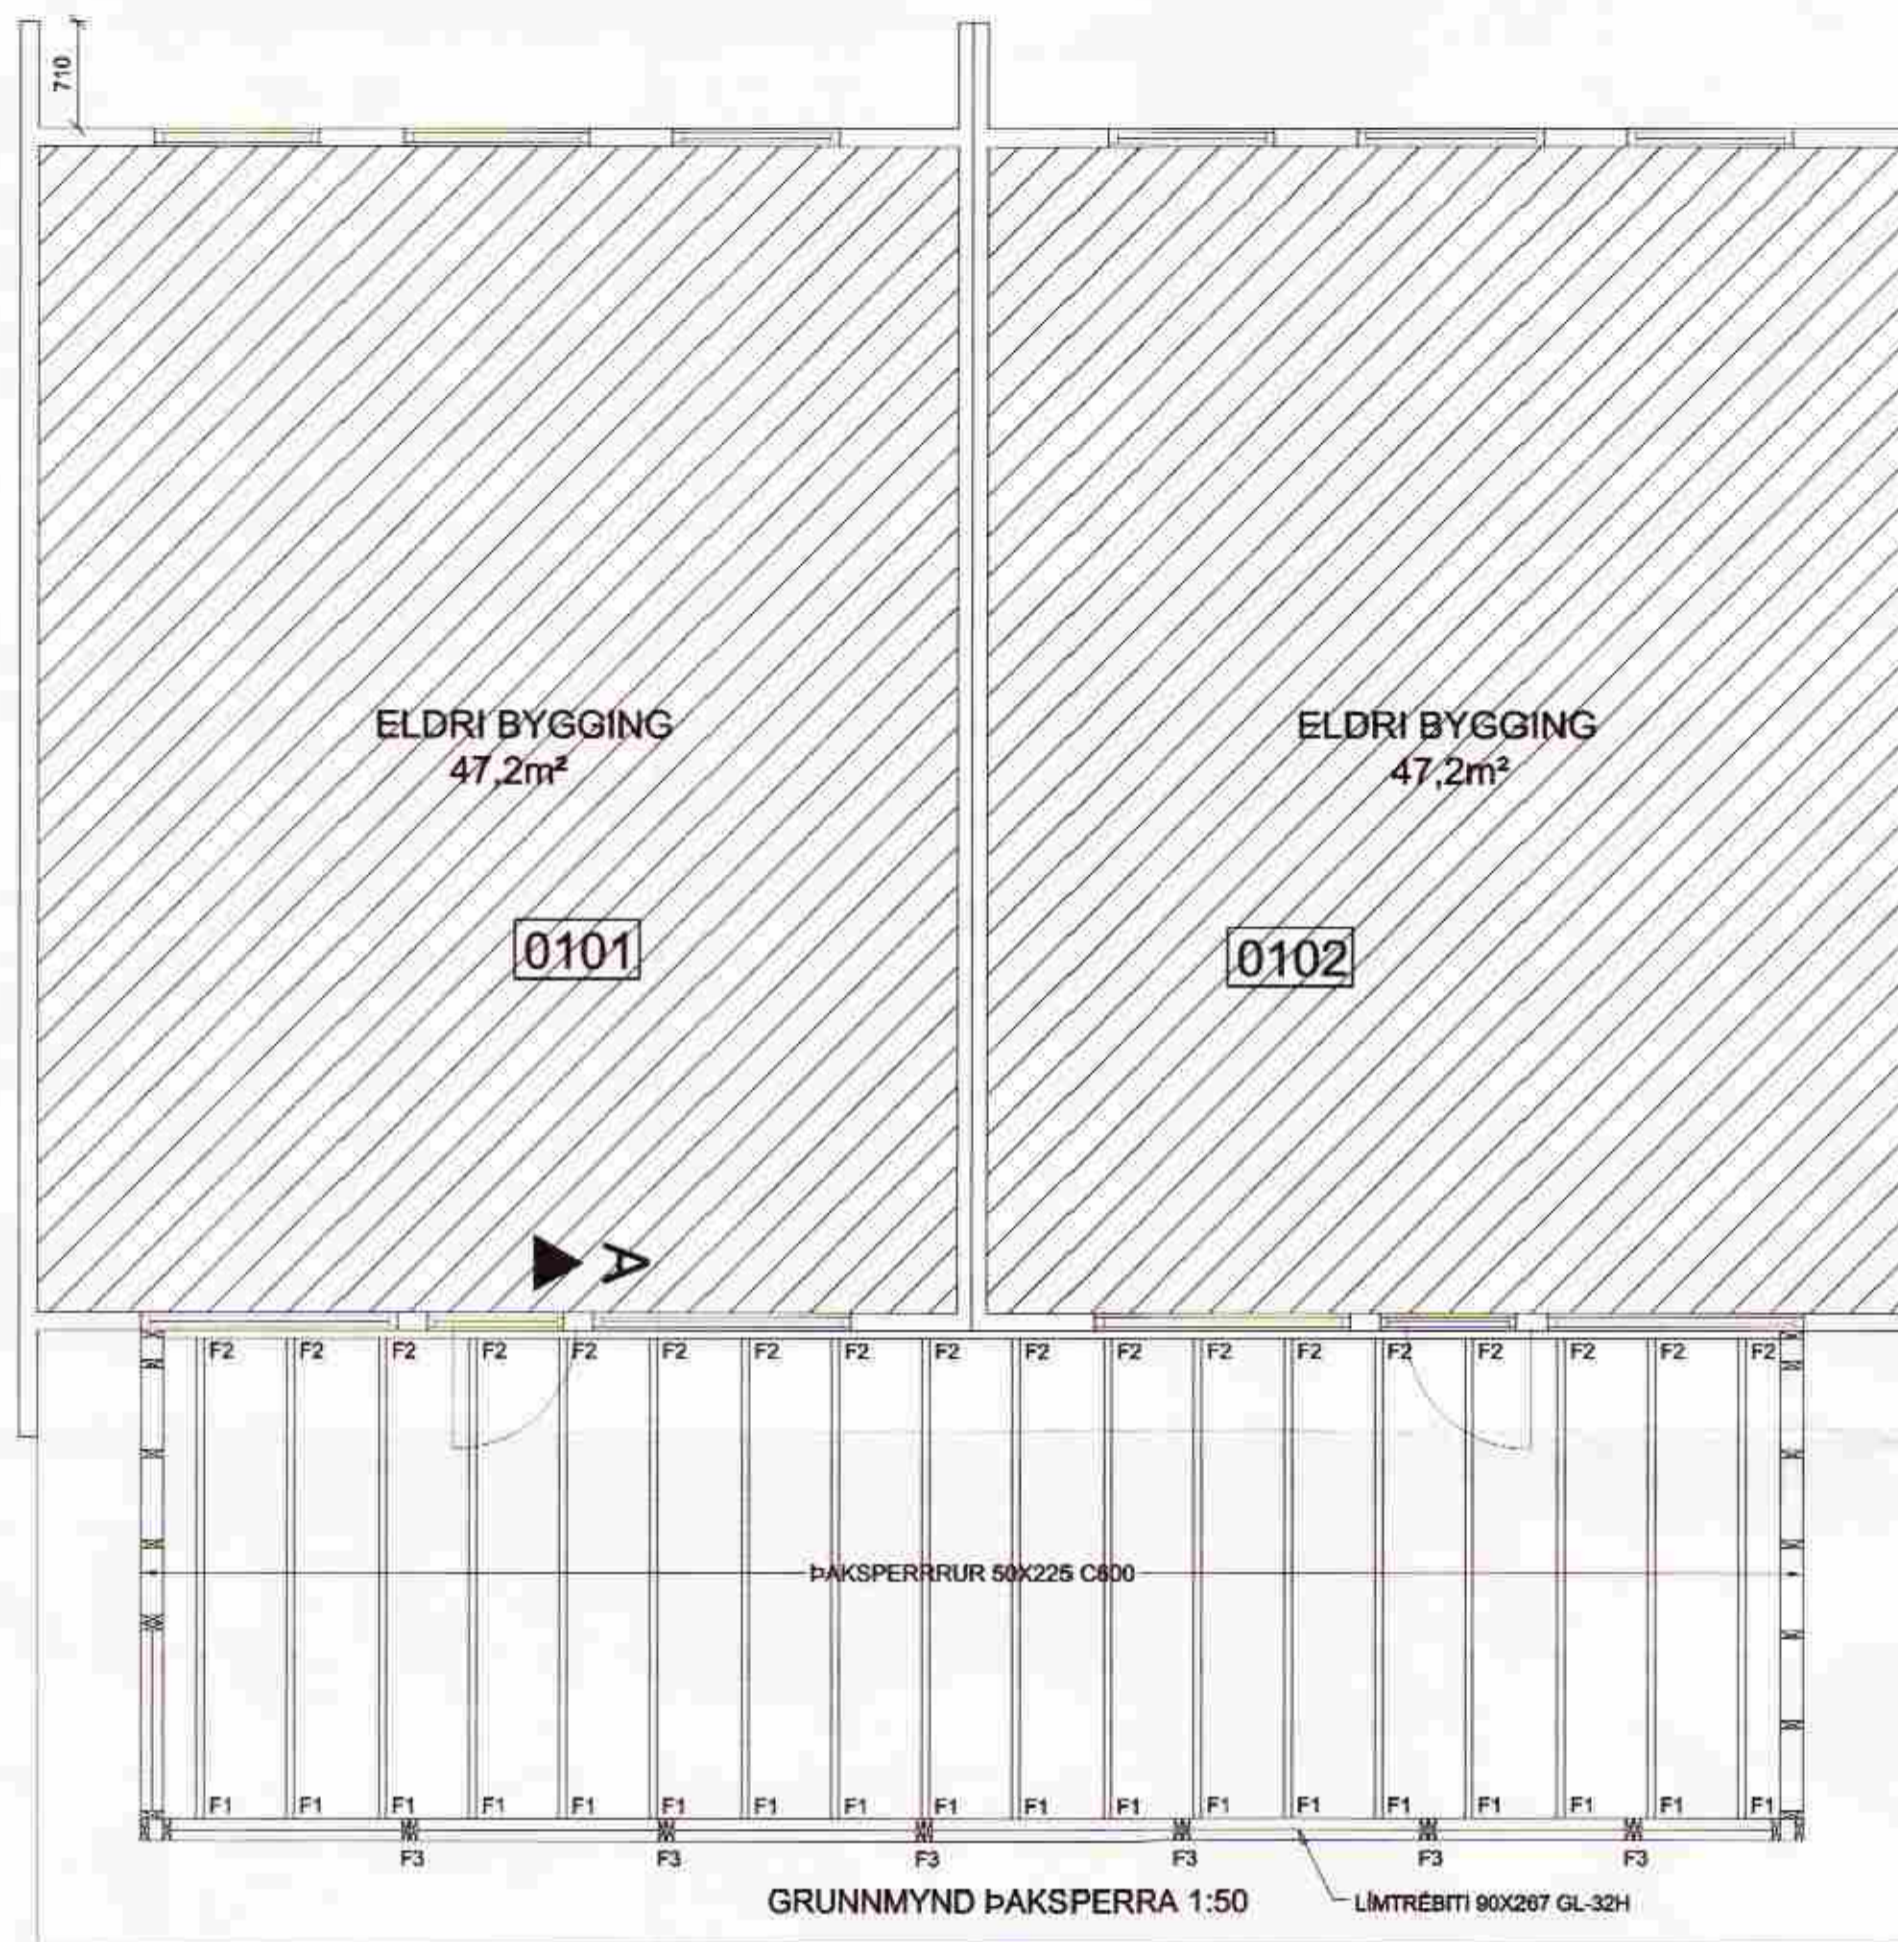 710
ELDRI BYGGING
47,2m²
ELDRI BYGGING
47,2m²
0101
0102
A
F2 F2 F2 F2 F2 F2 F2 F2 F2 F2 F2 F2 F2 F2 F2 F2 F2 F2
ÞAKSPERRRUR 50X225 C600
F1 F1 F1 F1 F1 F1 F1 F1 F1 F1 F1 F1 F1 F1 F1 F1 F1 F1
F3 F3 F3 F3 F3 F3
GRUNNMYND ÞAKSPERRA 1:50
LÍMTRÉBITI 90X267 GL-32H